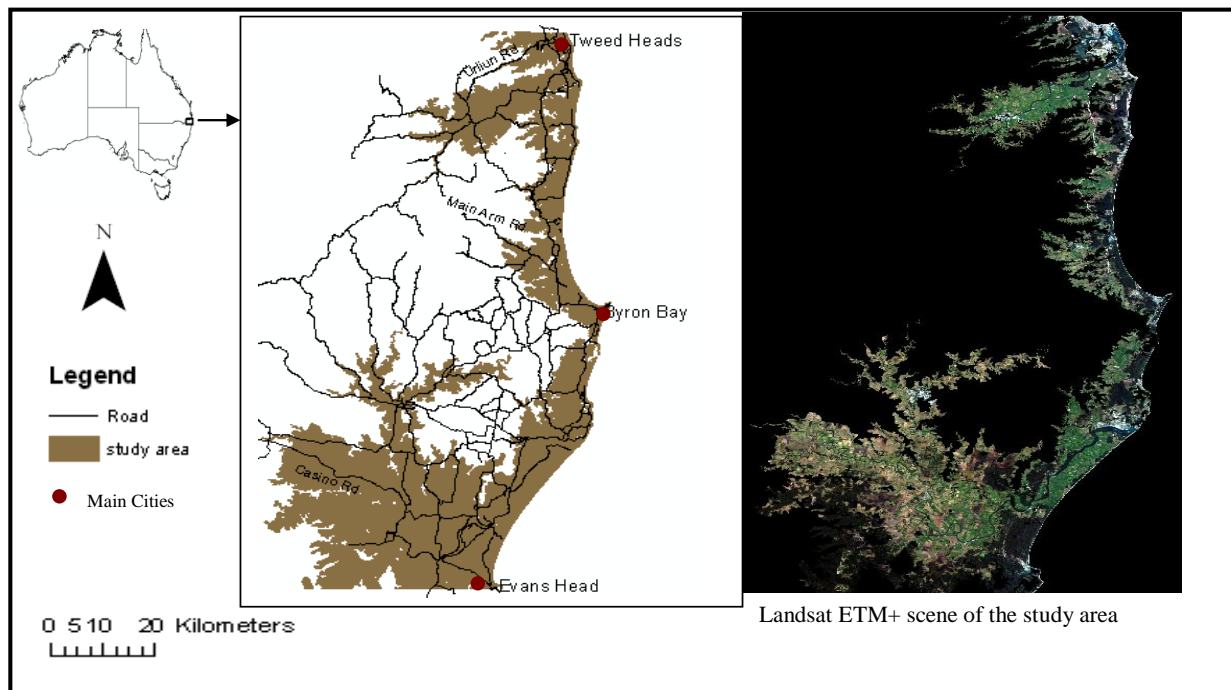 Tweed Heads
Urliun Rd
N
Main Arm Rd
Byron Bay
Legend
Road
study area
Main Cities
Casino Rd
Evans Head
0 5 10 20 Kilometers
Landsat ETM+ scene of the study area